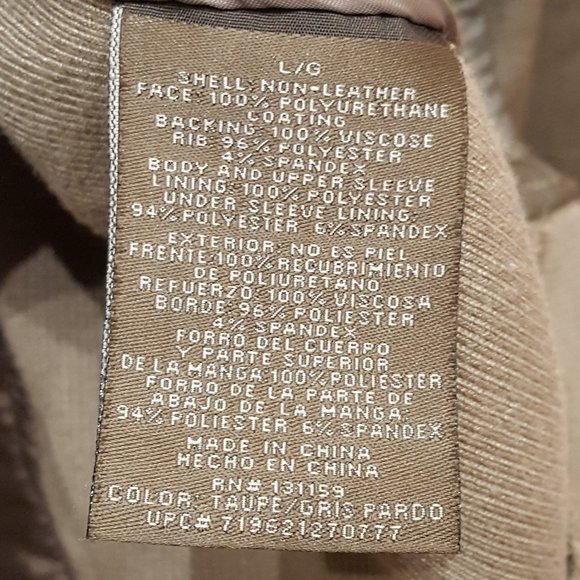 L/G
SHELL: NON-LEATHER
FACE: 100% POLYURETHANE
COATING
BACKING: 100% VISCOSE
RIB: 96% POLYESTER
4% SPANDEX
BODY AND UPPER SLEEVE
LINING: 100% POLYESTER
UNDER SLEEVE LINING:
94% POLYESTER 6% SPANDEX
EXTERIOR: NO ES PIEL
FRENTE: 100% RECUBRIMIENTO
DE POLIURETANO
REFUERZO: 100% VISCOSA
BORDE: 96% POLIESTER
4% SPANDEX
FORRO DEL CUERPO
Y PARTE SUPERIOR
DE LA MANGA: 100% POLIESTER
FORRO DE LA PARTE DE
ABAJO DE LA MANGA:
94% POLIESTER 6% SPANDEX
MADE IN CHINA
HECHO EN CHINA
RN# 131159
COLOR: TAUPE/GRIS PARDO
UPC# 719621270777